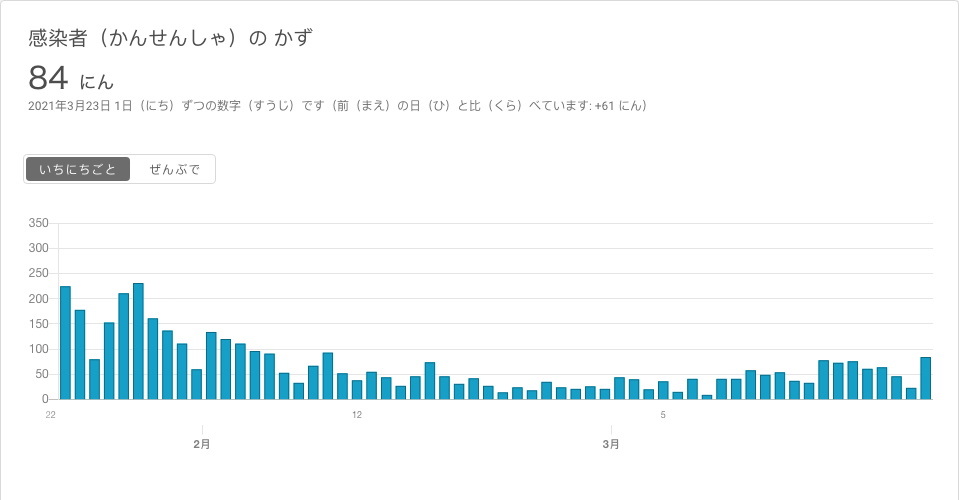 感染者（かんせんしゃ）の かず
84 にん
2021年3月23日 1日（にち）ずつの数字（すうじ）です（前（まえ）の日（ひ）と比（くら）べています: +61 にん）
いちにちごと ぜんぶで
350
300
250
200
150
100
50
0
22 12 5
2月 3月